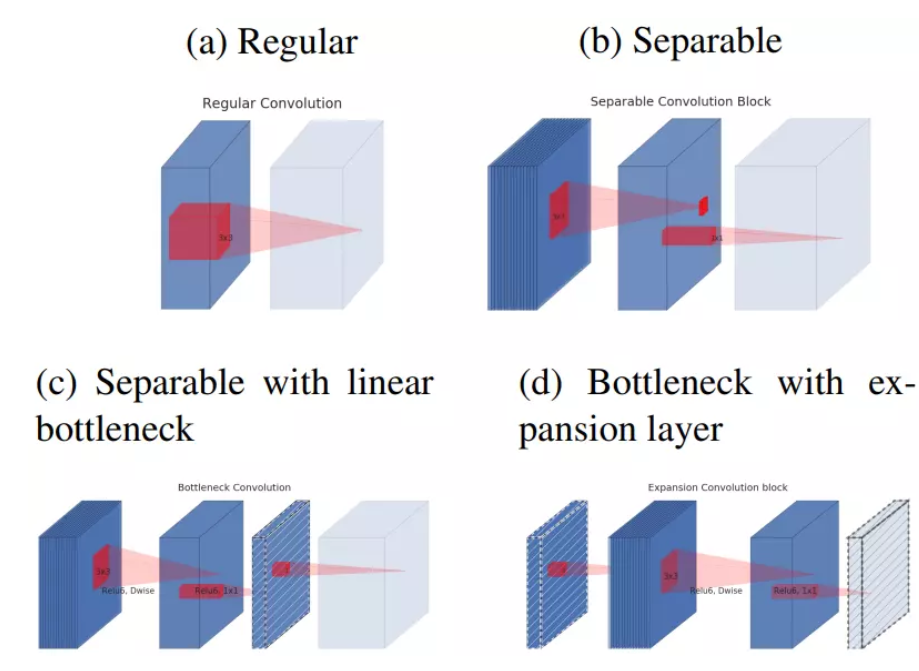 (a) Regular
(b) Separable
Regular Convolution
Separable Convolution Block
3x3
3x3
1x1
(c) Separable with linear
bottleneck
(d) Bottleneck with ex-
pansion layer
Bottleneck Convolution
Expansion Convolution block
3x3
Relu6, Dwise
Relu6, 1x1
3x3
Relu6, Dwise
Relu6, 1x1